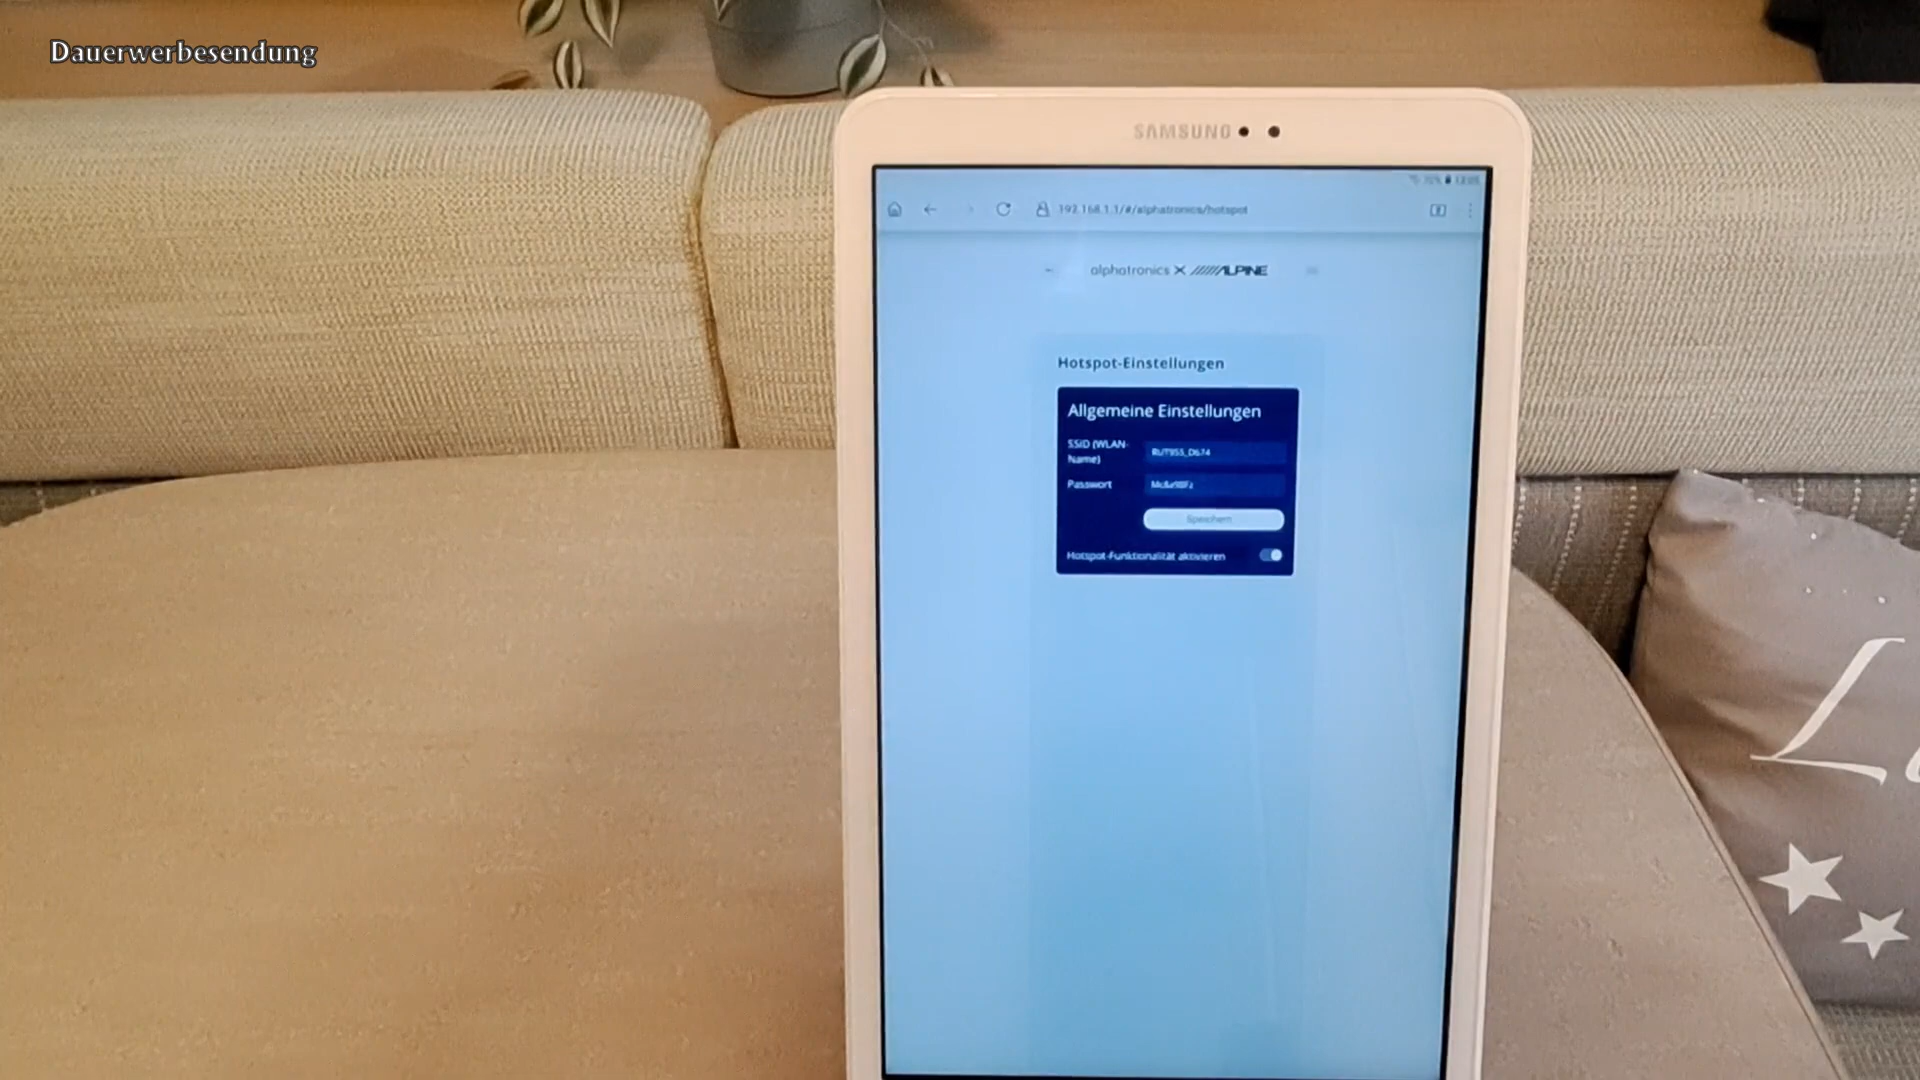 Dauerwerbesendung
SAMSUNG
192.168.1.1/#/alphatronics/hotspot
alphatronics X ALPINE
Hotspot-Einstellungen
Allgemeine Einstellungen
SSID (WLAN-
Name)
RUT955_D674
Passwort
Speichern
Hotspot-Funktionalität aktivieren